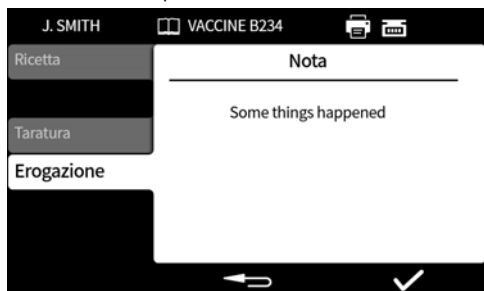 J. SMITH VACCINE B234
Ricetta
Nota
Some things happened
Taratura
Erogazione